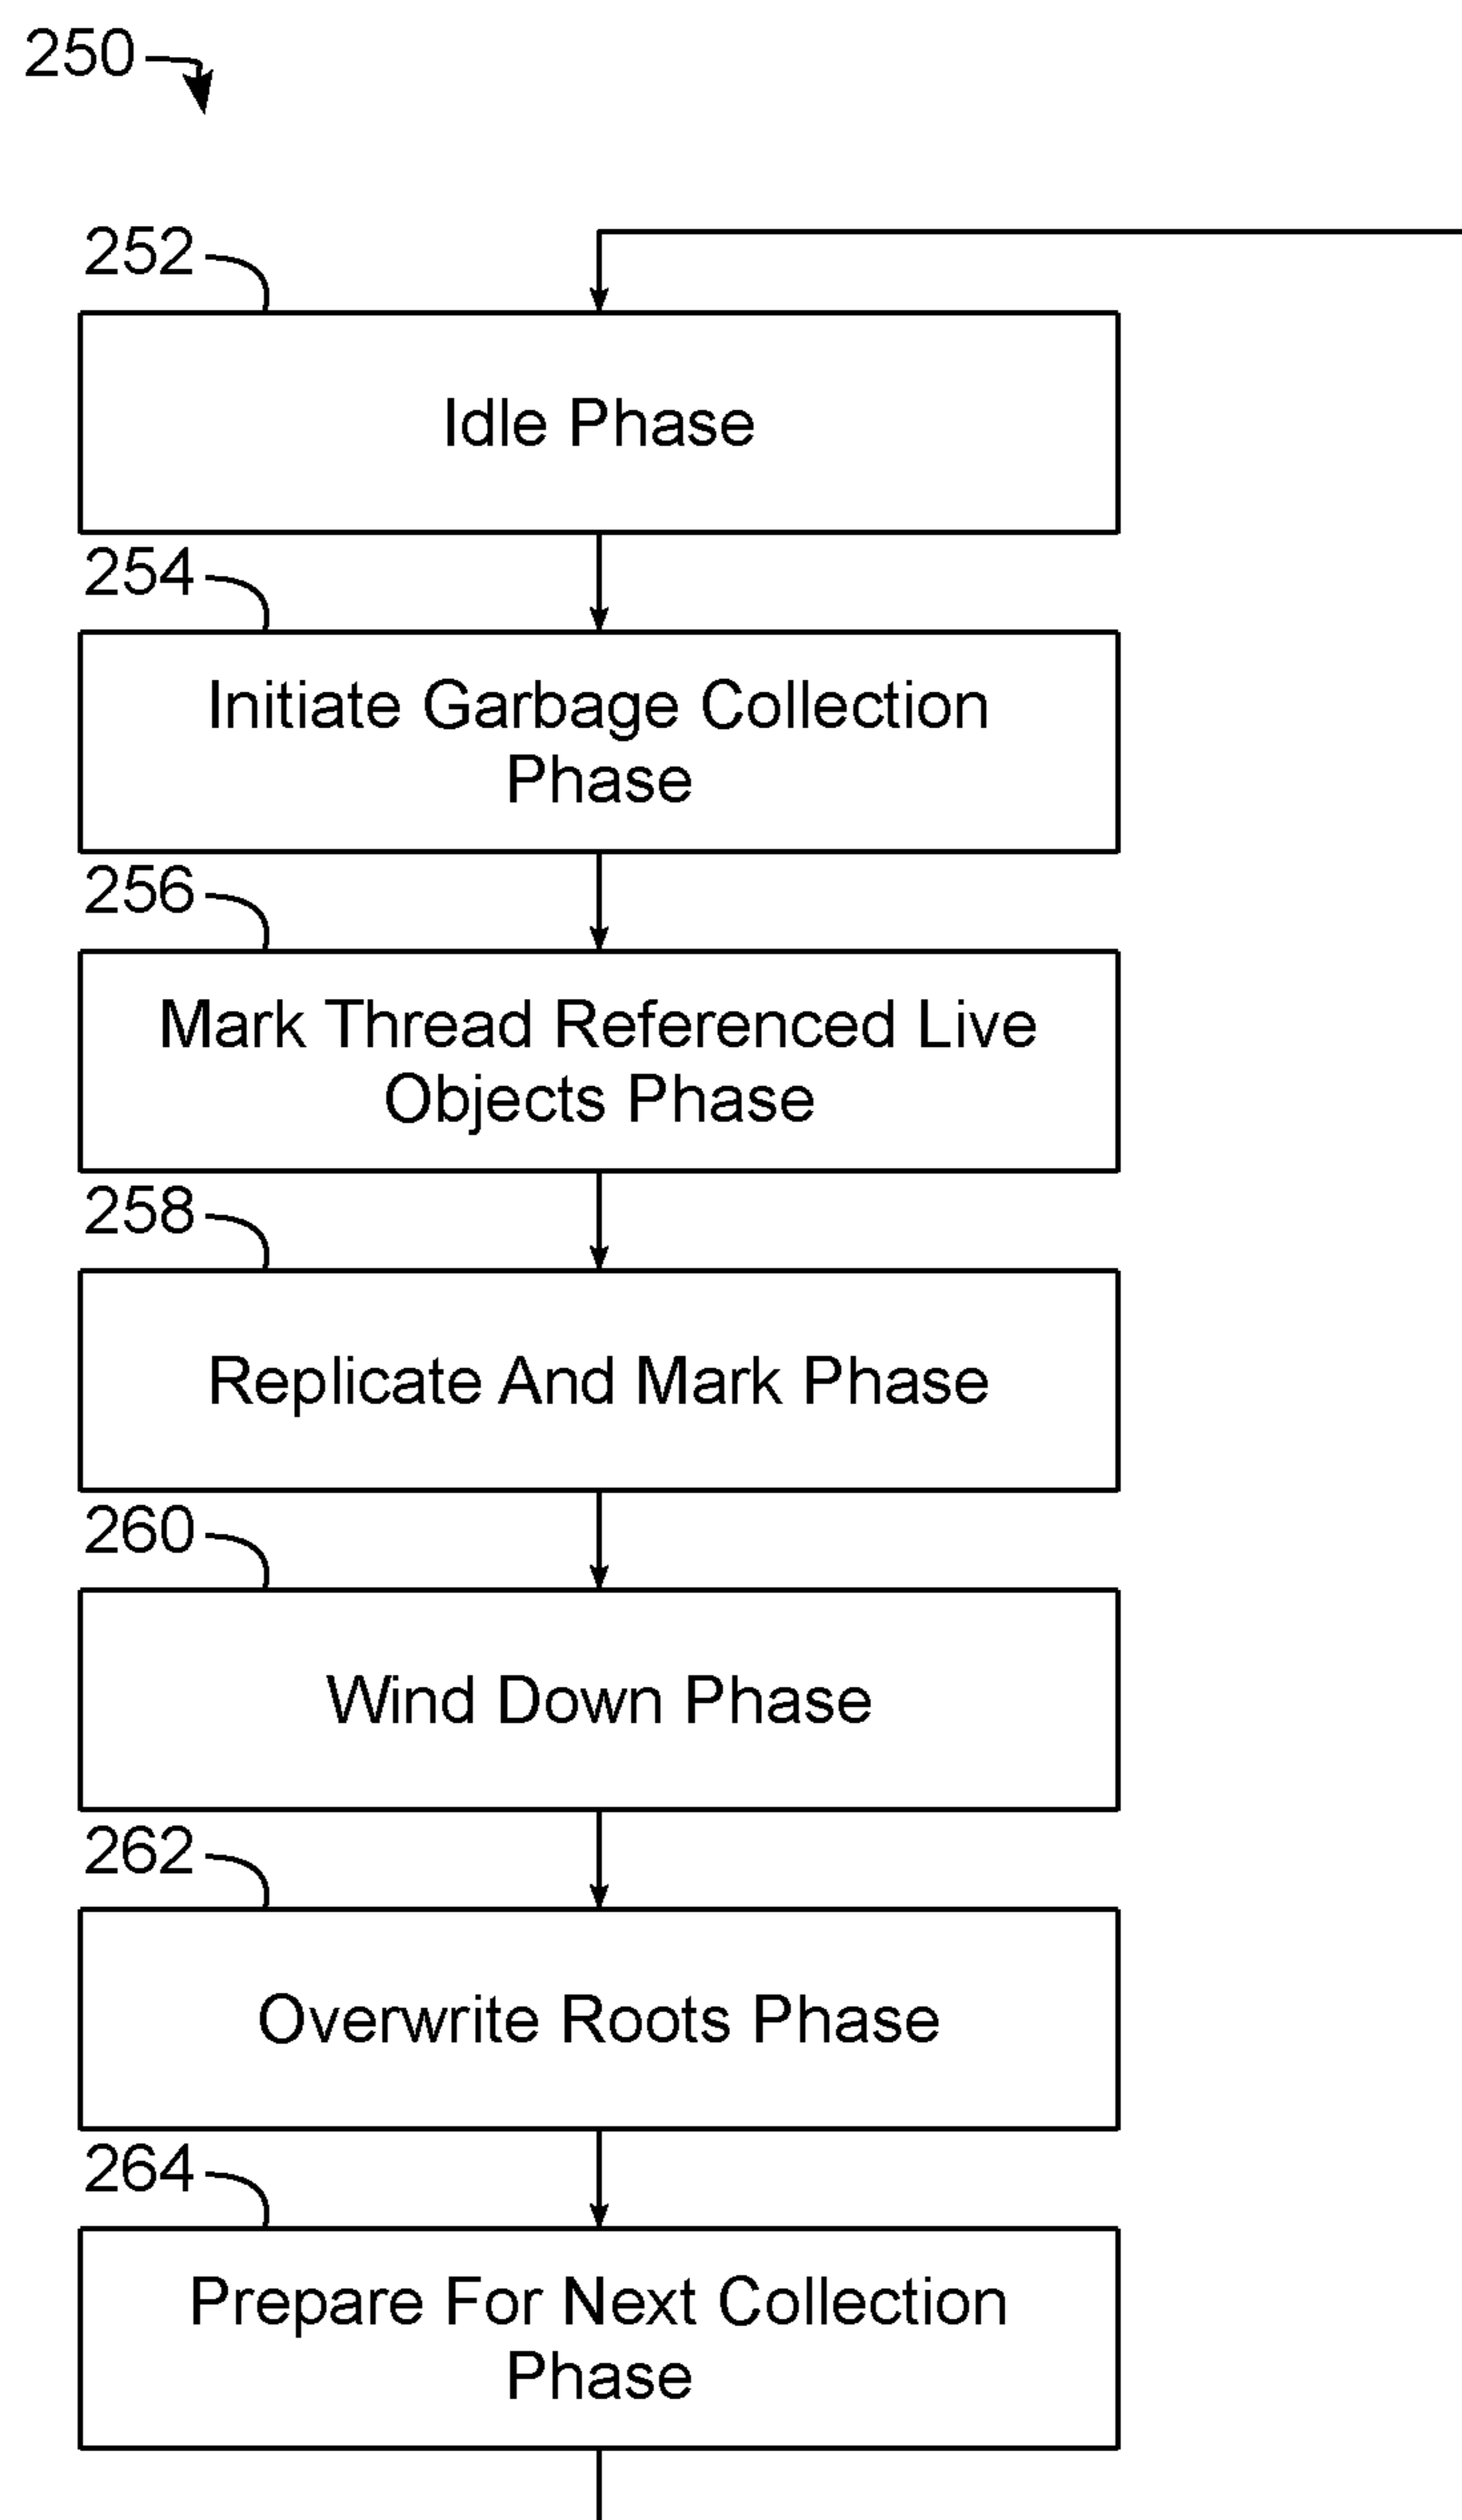 250
252
Idle Phase
254
Initiate Garbage Collection
Phase
256
Mark Thread Referenced Live
Objects Phase
258
Replicate And Mark Phase
260
Wind Down Phase
262
Overwrite Roots Phase
264
Prepare For Next Collection
Phase